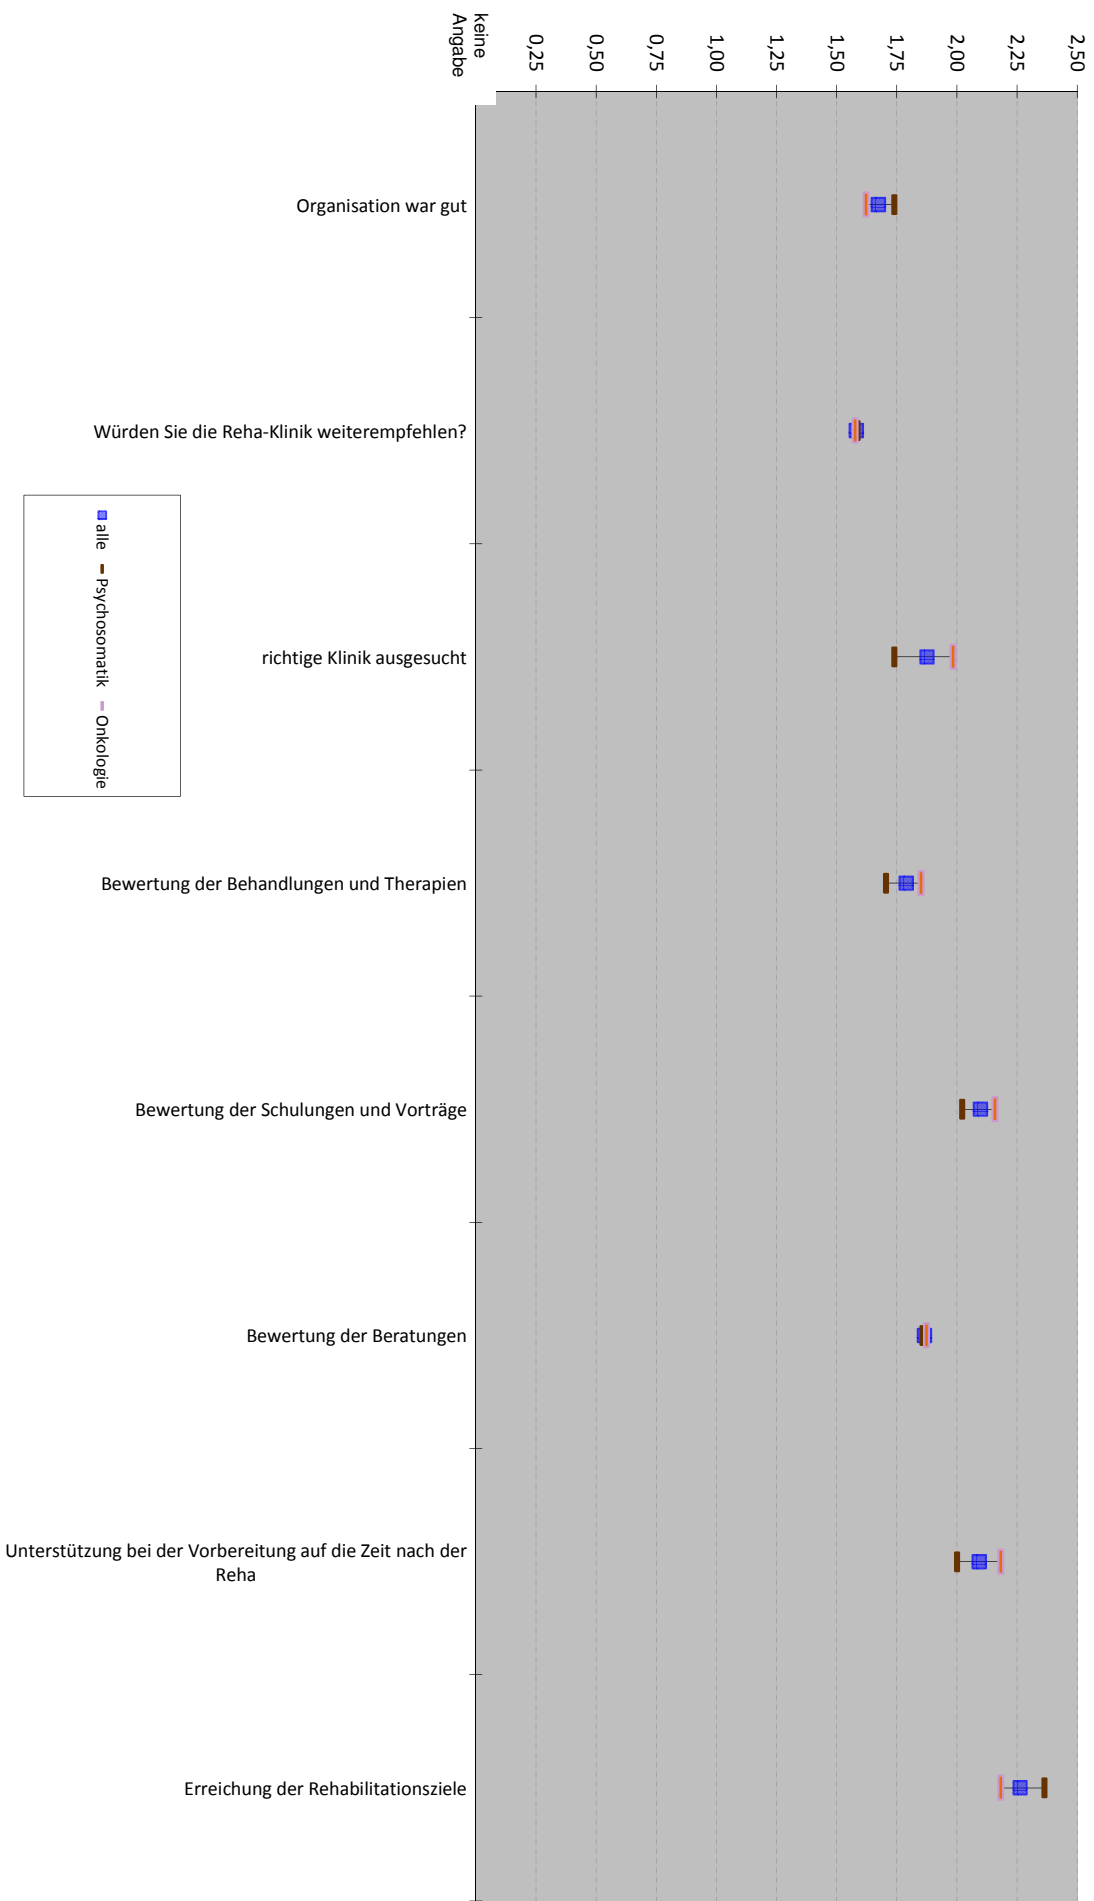 2,50
2,25
2,00
1,75
1,50
1,25
1,00
0,75
0,50
0,25
keine
Angabe
Organisation war gut
Würden Sie die Reha-Klinik weiterempfehlen?
richtige Klinik ausgesucht
Bewertung der Behandlungen und Therapien
Bewertung der Schulungen und Vorträge
Bewertung der Beratungen
Unterstützung bei der Vorbereitung auf die Zeit nach der
Reha
Erreichung der Rehabilitationsziele
alle Psychosomatik Onkologie